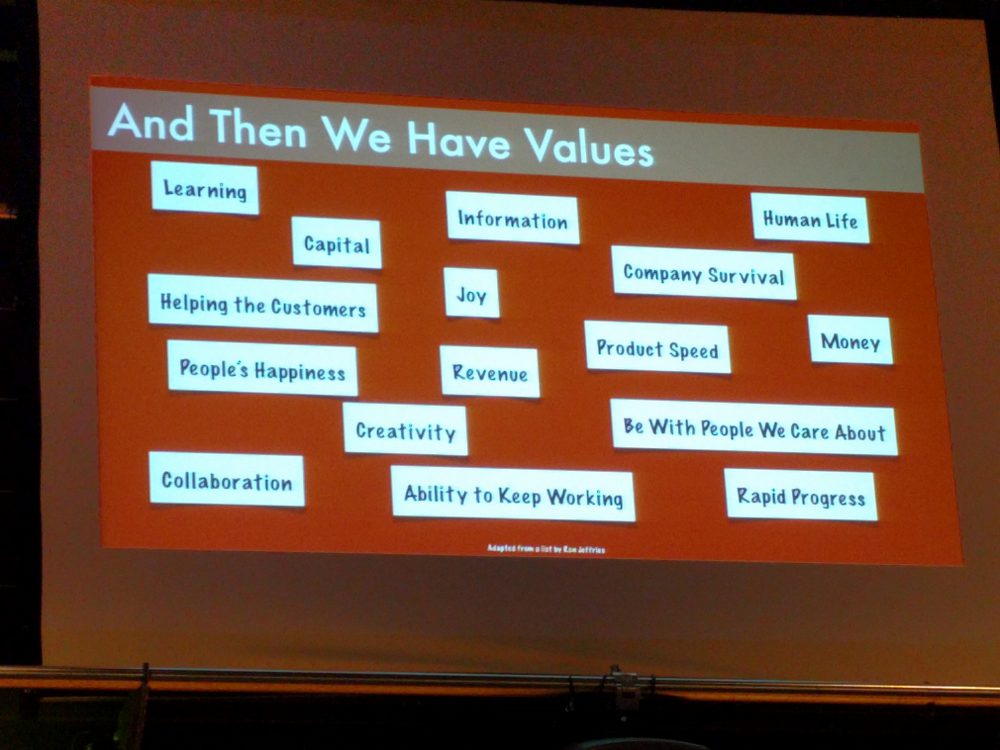 And Then We Have Values
Learning
Information
Human Life
Capital
Company Survival
Helping the Customers
Joy
Product Speed
Money
People's Happiness
Revenue
Creativity
Be With People We Care About
Collaboration
Ability to Keep Working
Rapid Progress
Adapted from a list by Ron Jeffries